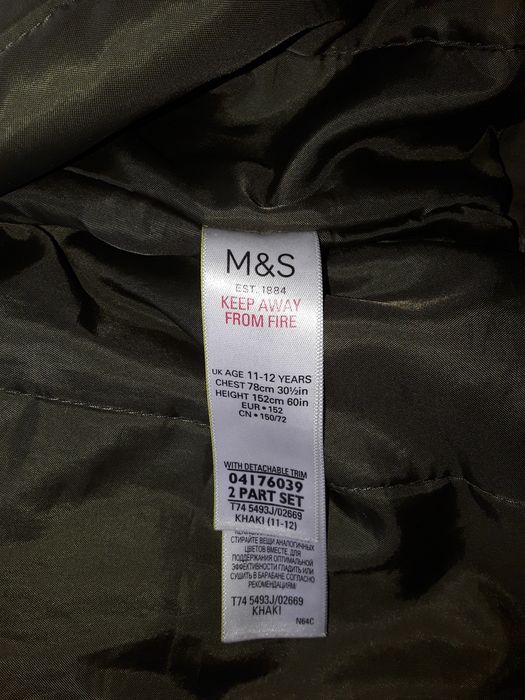 M&S
EST. 1884
KEEP AWAY
FROM FIRE
UK AGE 11-12 YEARS
CHEST 78cm 30½in
HEIGHT 152cm 60in
EUR • 152
CN • 150/72
WITH DETACHABLE TRIM
04176039
2 PART SET
T74 5493J/02669
KHAKI (11-12)
СТИРАЙТЕ ВЕЩИ АНАЛОГИЧНЫХ
ЦВЕТОВ ВМЕСТЕ. ДЛЯ
ПОДДЕРЖАНИЯ ОПТИМАЛЬНОЙ
ЭФФЕКТИВНОСТИ ГЛАДИТЬ ИЛИ
СУШИТЬ В БАРАБАНЕ СОГЛАСНО
РЕКОМЕНДАЦИЯМ/
T74 5493J/02669
KHAKI
N64C